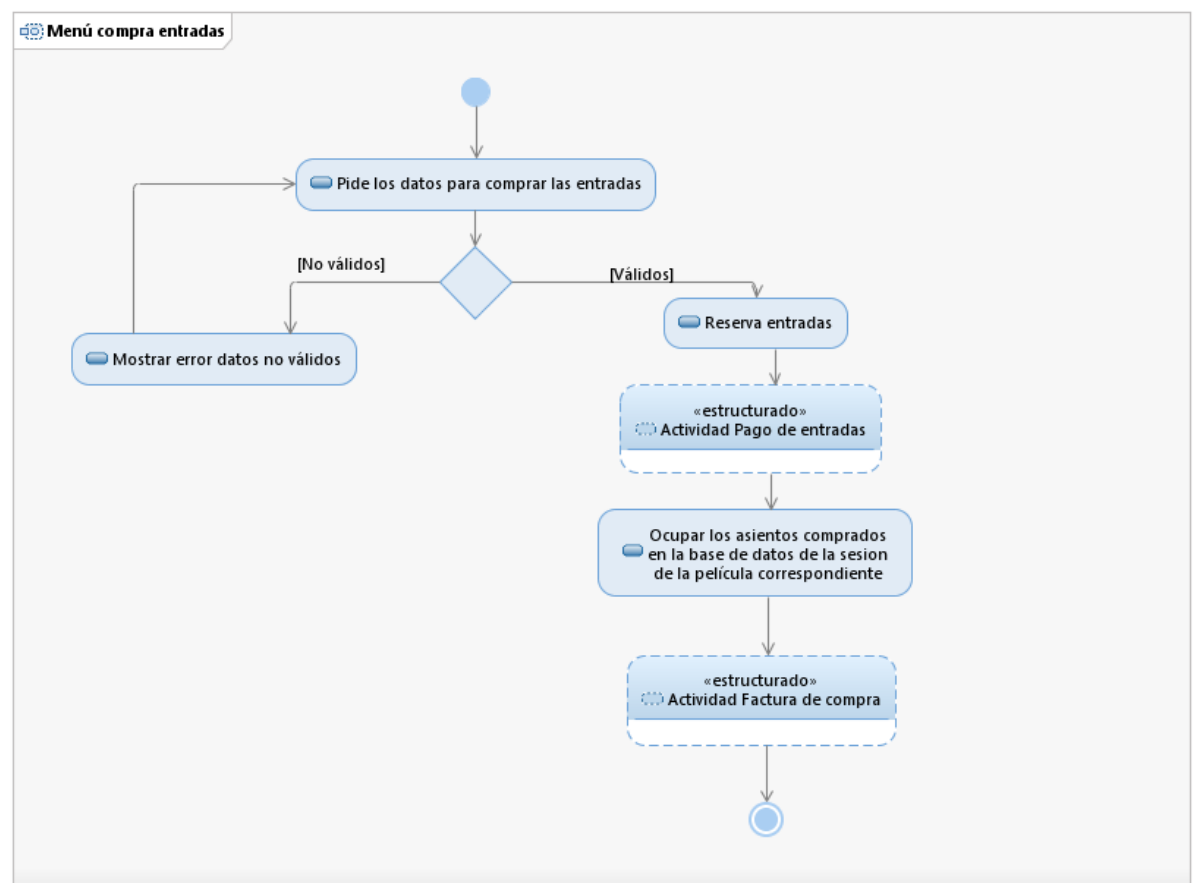 Menú compra entradas
Pide los datos para comprar las entradas
[No válidos]
[Válidos]
Reserva entradas
Mostrar error datos no válidos
«estructurado»
Actividad Pago de entradas
Ocupar los asientos comprados
en la base de datos de la sesion
de la película correspondiente
«estructurado»
Actividad Factura de compra